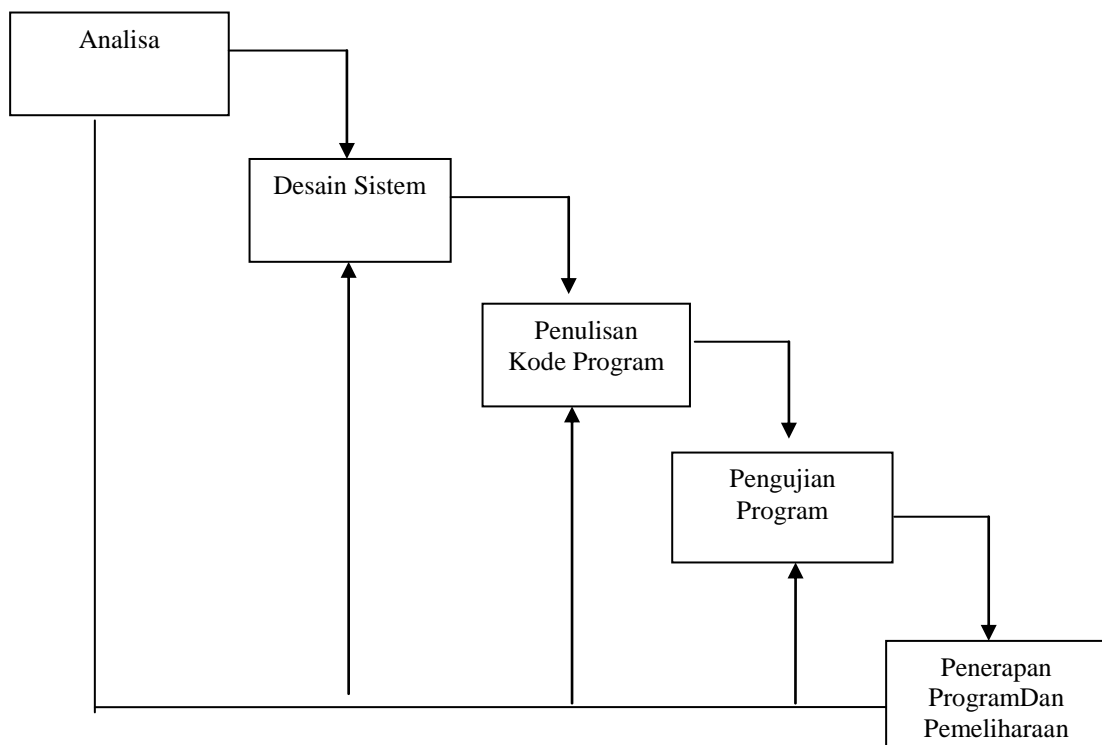 Analisa
Desain Sistem
Penulisan
Kode Program
Pengujian
Program
Penerapan
ProgramDan
Pemeliharaan